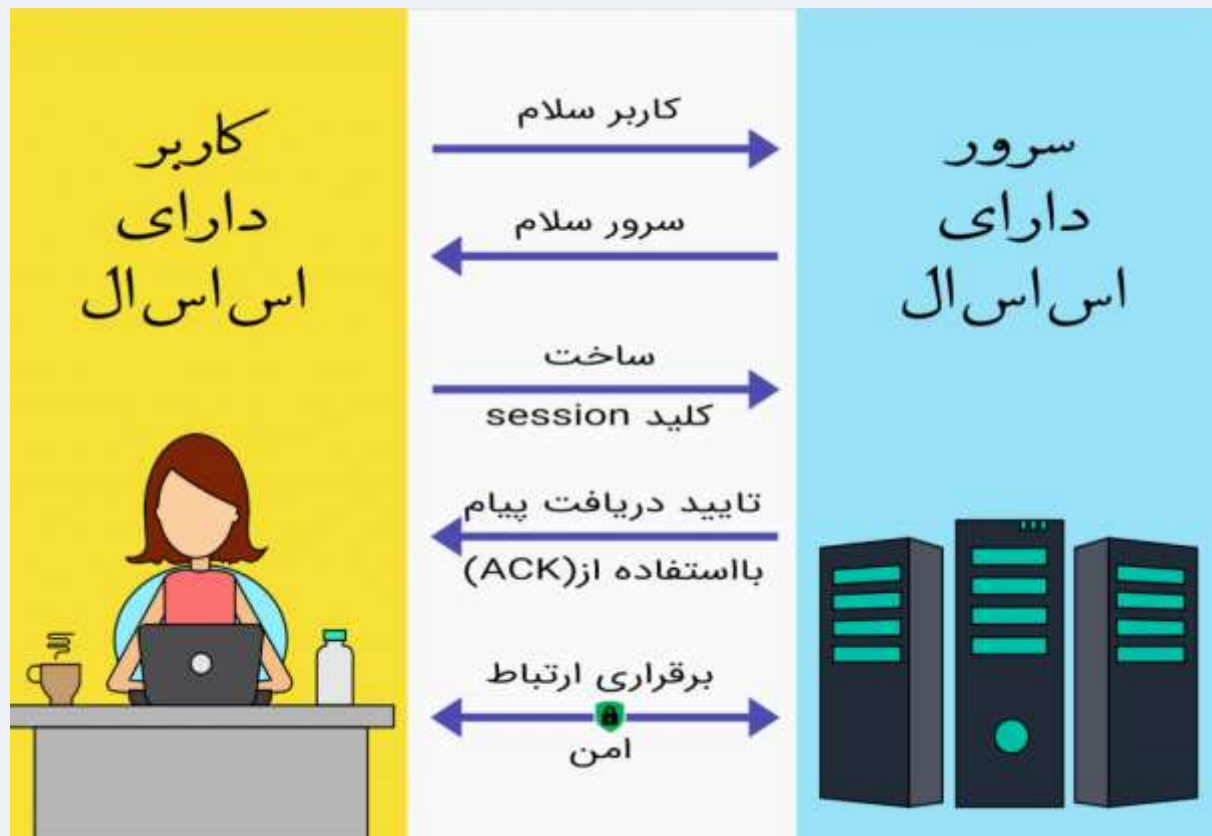 کاربر
دارای
اس‌اس‌ال
کاربر سلام
سرور سلام
ساخت
کلید session
تایید دریافت پیام
بااستفاده از(ACK)
برقراری ارتباط
امن
سرور
دارای
اس‌اس‌ال